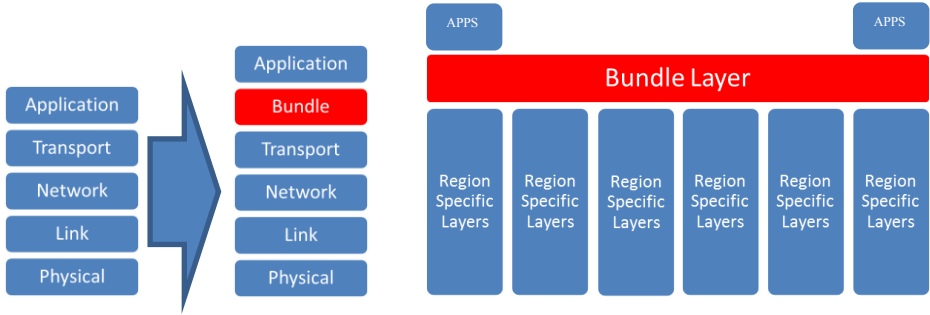 Application
Transport
Network
Link
Physical
Application
Bundle
Transport
Network
Link
Physical
APPS
APPS
Bundle Layer
Region
Specific
Layers
Region
Specific
Layers
Region
Specific
Layers
Region
Specific
Layers
Region
Specific
Layers
Region
Specific
Layers